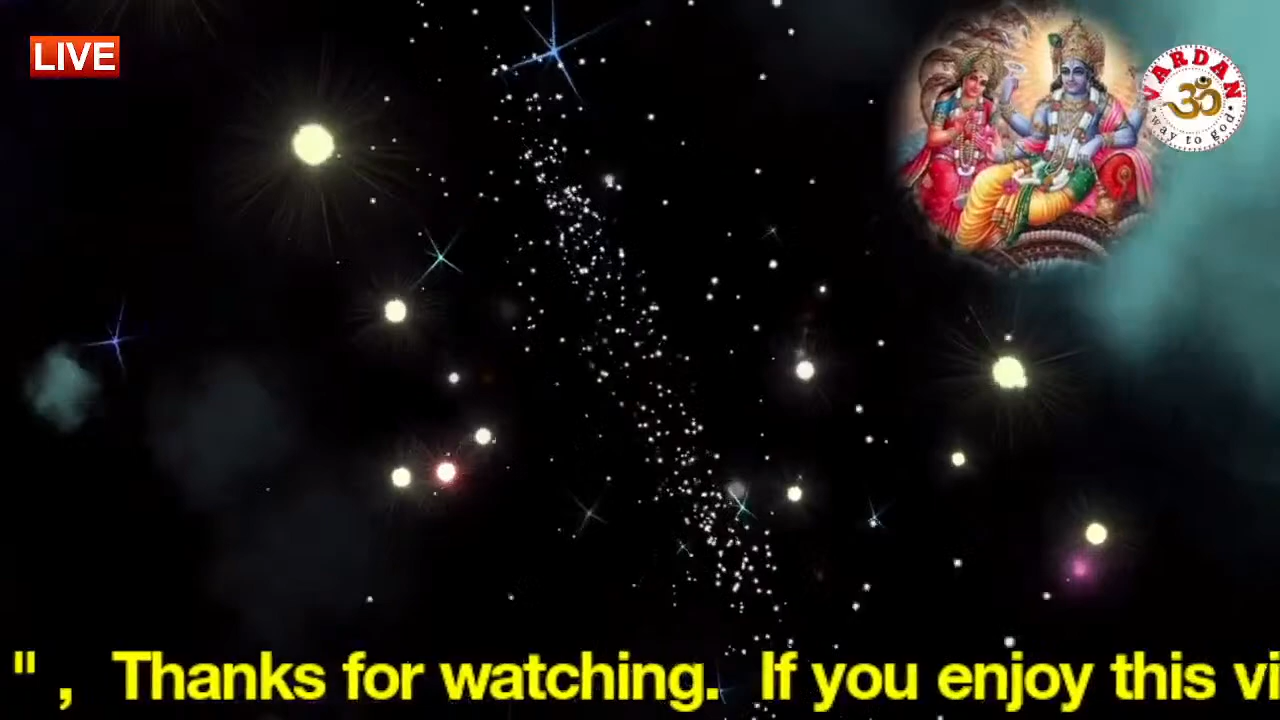 LIVE
VARDAN
ॐ
way to god
" , Thanks for watching. If you enjoy this vi